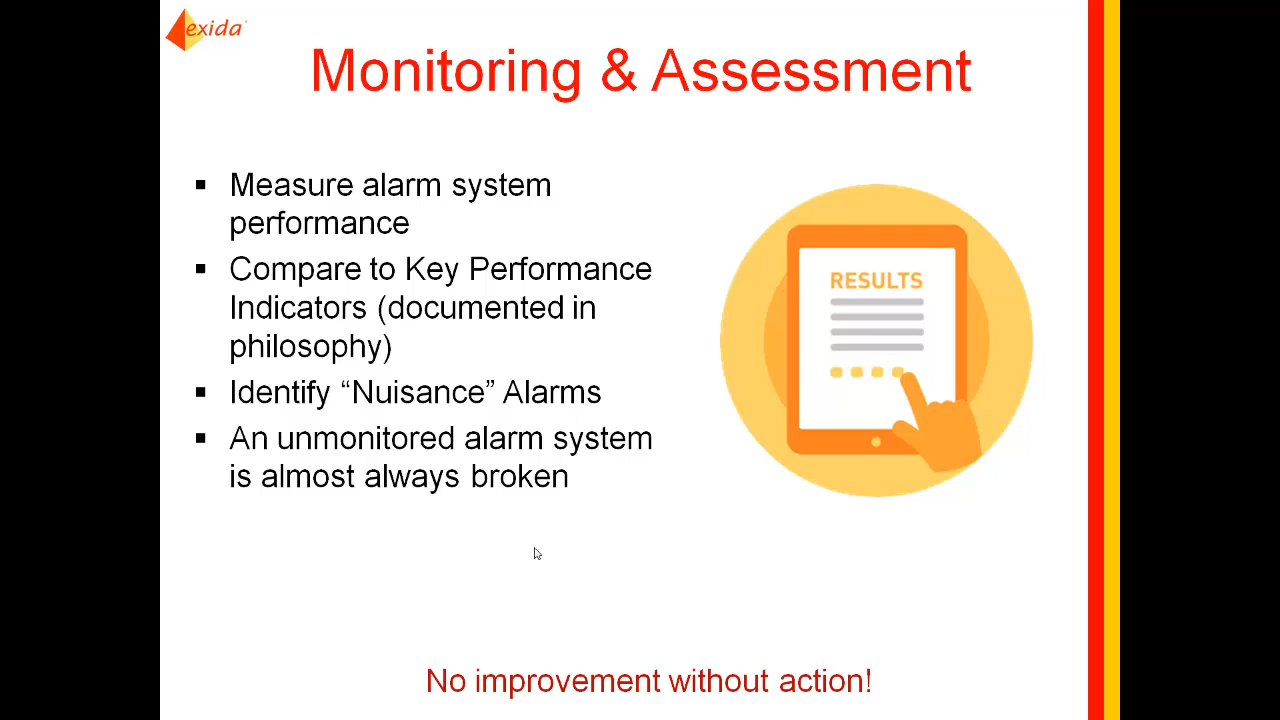 exida
Monitoring & Assessment
▪ Measure alarm system
performance
▪ Compare to Key Performance
Indicators (documented in
philosophy)
▪ Identify “Nuisance” Alarms
▪ An unmonitored alarm system
is almost always broken
RESULTS
No improvement without action!